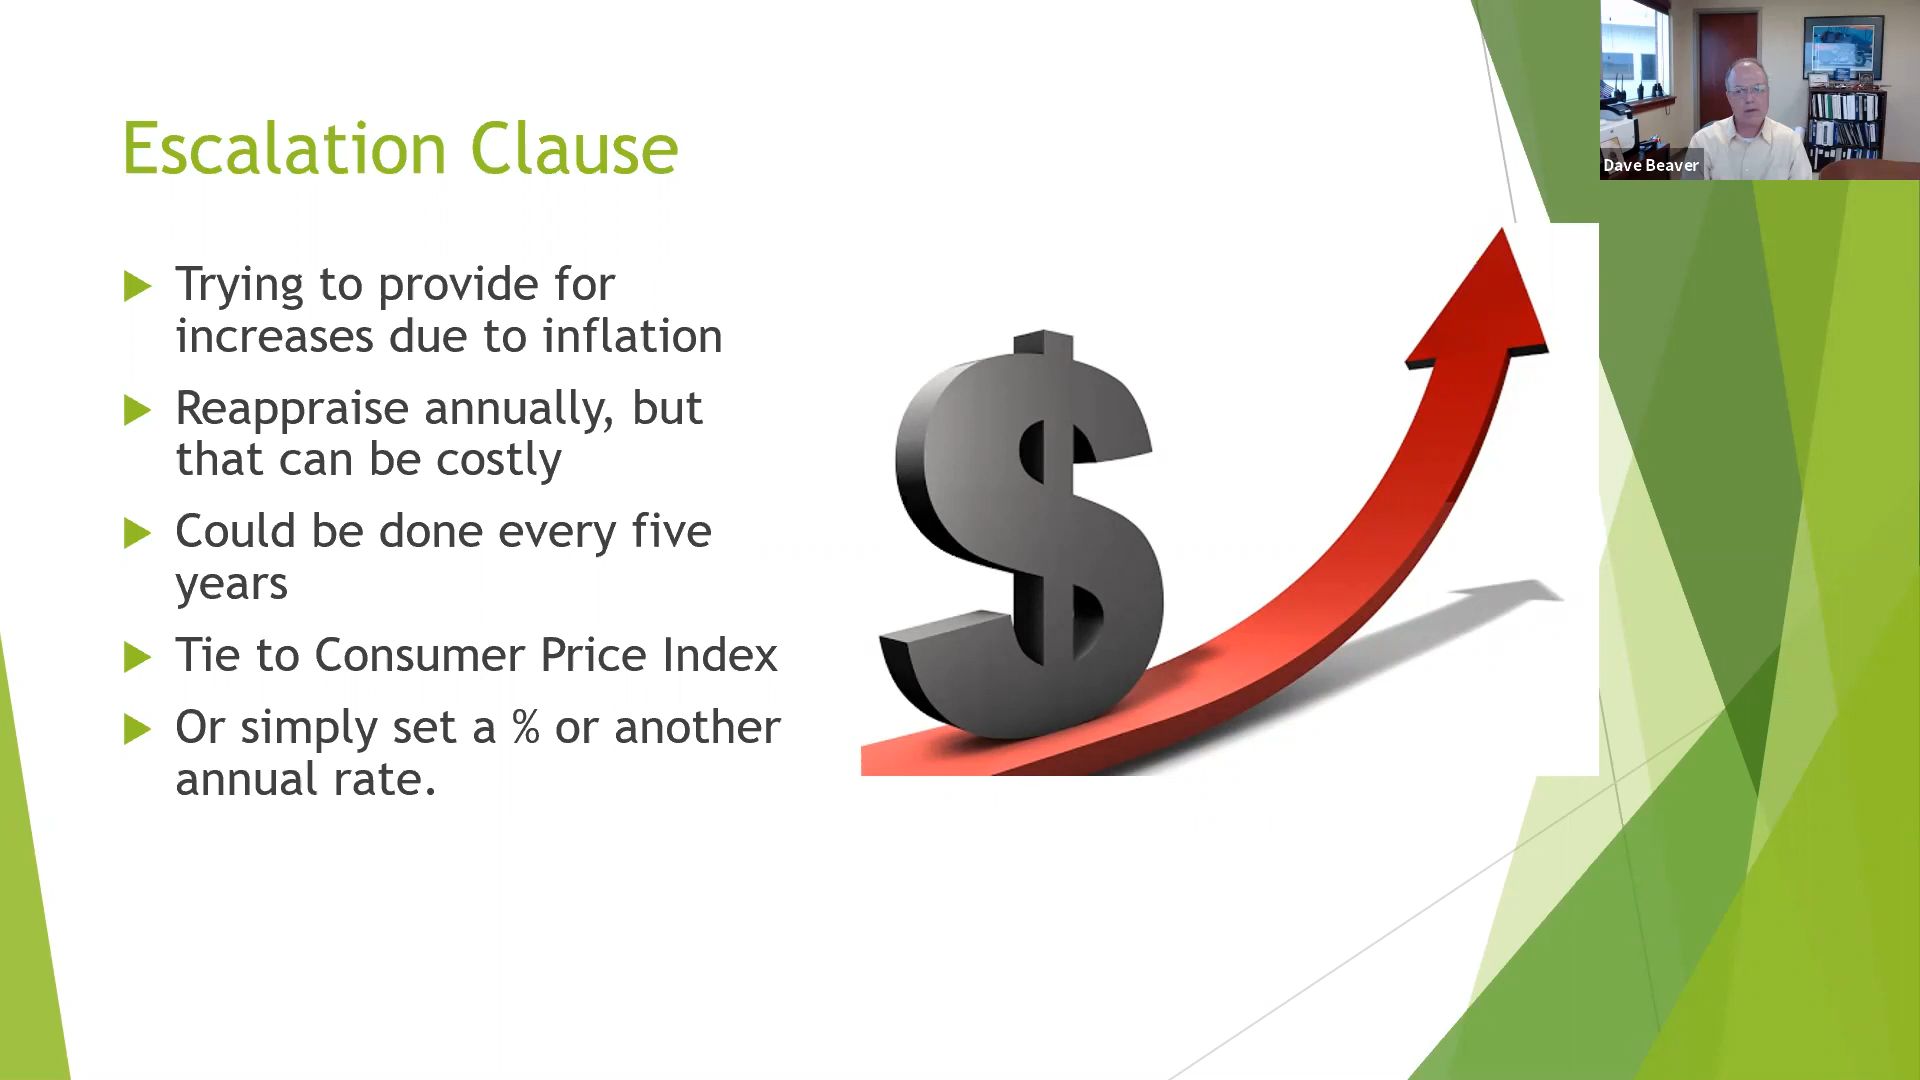 Escalation Clause
Trying to provide for
increases due to inflation
Reappraise annually, but
that can be costly
Could be done every five
years
Tie to Consumer Price Index
Or simply set a % or another
annual rate.
Dave Beaver